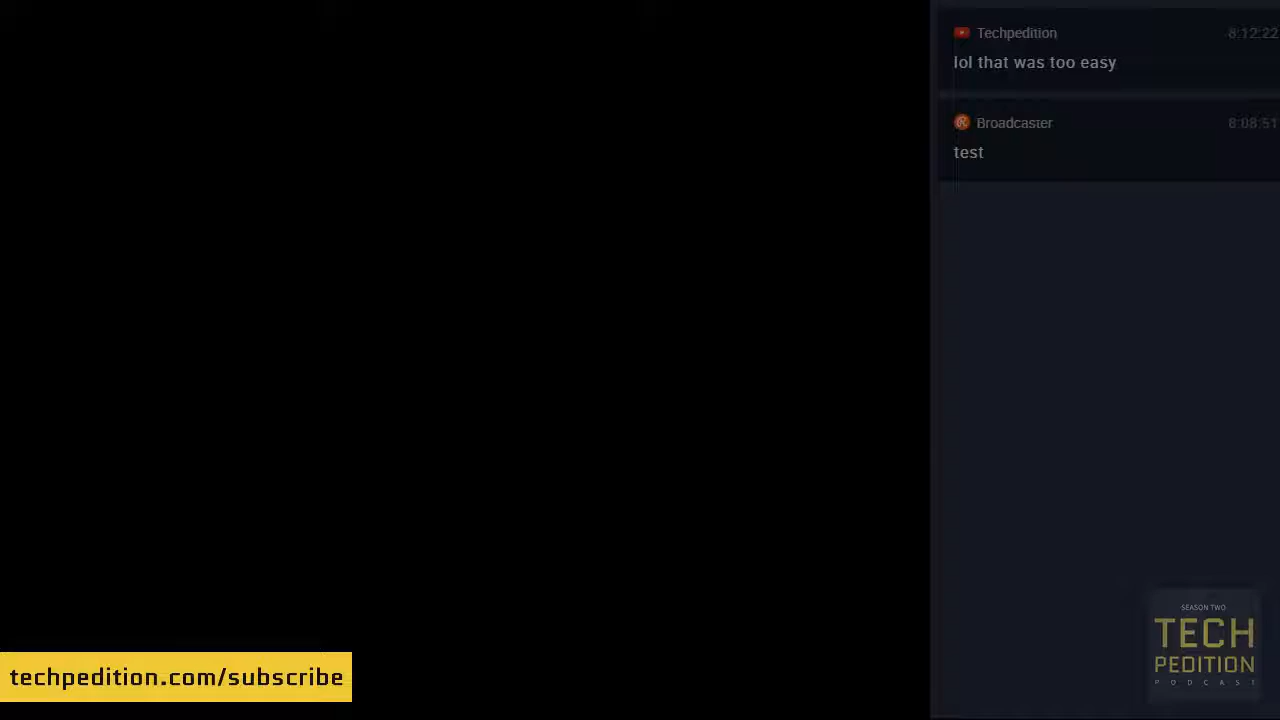 Techpedition 8:12:22
lol that was too easy
Broadcaster 8:08:51
test
SEASON TWO
TECH
PEDITION
PODCAST
techpedition.com/subscribe